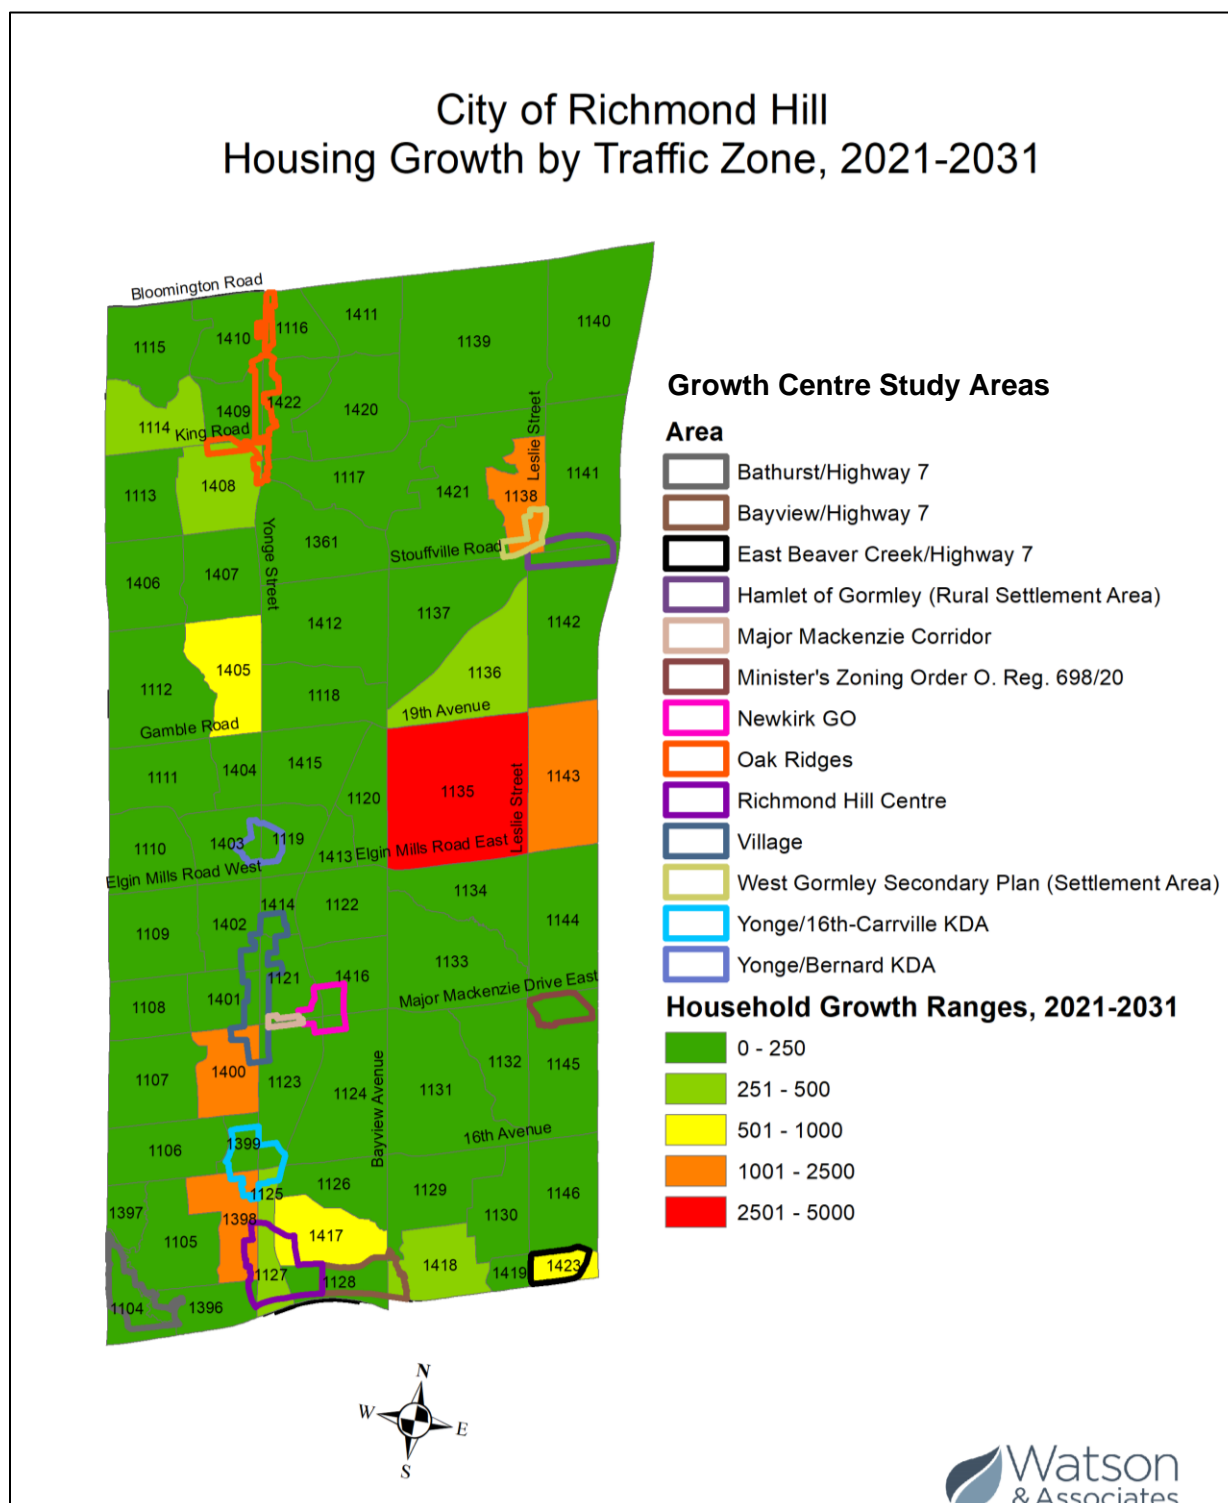 City of Richmond Hill
Housing Growth by Traffic Zone, 2021-2031
Bloomington Road
1115
1410
1116
1411
1139
1140
1114
1409
1422
1420
King Road
Leslie Street
1113
1408
1117
1421
1138
1141
1361
Stouffville Road
Yonge Street
1406
1407
1412
1137
1142
1112
1405
1118
1136
Gamble Road
19th Avenue
1111
1404
1415
1120
1135
1143
Leslie Street
1110
1403
1119
1413
Elgin Mills Road East
Elgin Mills Road West
1109
1402
1414
1122
1134
1144
1108
1401
1121
1416
1133
Major Mackenzie Drive East
1107
1400
1123
1124
1131
1132
1145
Bayview Avenue
16th Avenue
1106
1399
1125
1126
1129
1130
1146
1397
1105
1398
1417
1127
1128
1418
1419
1423
1104
1396
Growth Centre Study Areas
Area
Bathurst/Highway 7
Bayview/Highway 7
East Beaver Creek/Highway 7
Hamlet of Gormley (Rural Settlement Area)
Major Mackenzie Corridor
Minister's Zoning Order O. Reg. 698/20
Newkirk GO
Oak Ridges
Richmond Hill Centre
Village
West Gormley Secondary Plan (Settlement Area)
Yonge/16th-Carrville KDA
Yonge/Bernard KDA
Household Growth Ranges, 2021-2031
0 - 250
251 - 500
501 - 1000
1001 - 2500
2501 - 5000
N
W
E
S
Watson
& Associates